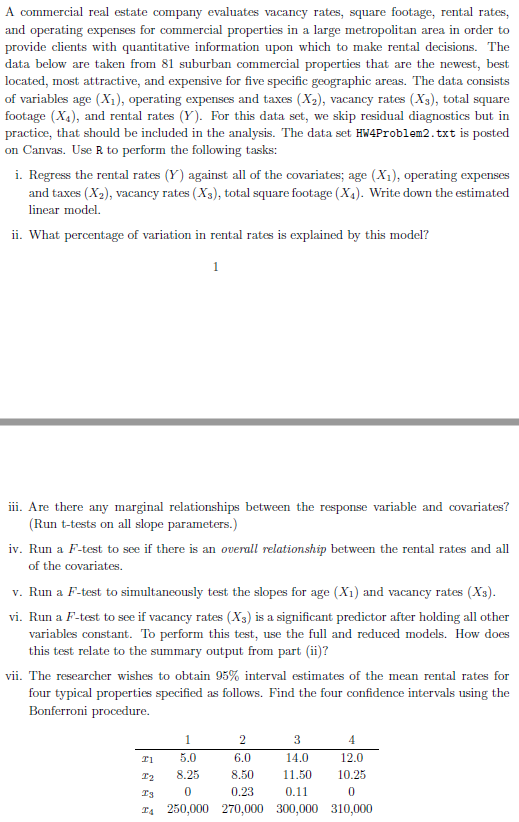 A commercial real estate company evaluates vacancy rates, square footage, rental rates,
and operating expenses for commercial properties in a large metropolitan area in order to
provide clients with quantitative information upon which to make rental decisions. The
data below are taken from 81 suburban commercial properties that are the newest, best
located, most attractive, and expensive for five specific geographic areas. The data consists
of variables age (X₁), operating expenses and taxes (X₂), vacancy rates (X₃), total square
footage (X₄), and rental rates (Y). For this data set, we skip residual diagnostics but in
practice, that should be included in the analysis. The data set HW4Problem2.txt is posted
on Canvas. Use R to perform the following tasks:
i. Regress the rental rates (Y) against all of the covariates; age (X₁), operating expenses
and taxes (X₂), vacancy rates (X₃), total square footage (X₄). Write down the estimated
linear model.
ii. What percentage of variation in rental rates is explained by this model?
1
iii. Are there any marginal relationships between the response variable and covariates?
(Run t-tests on all slope parameters.)
iv. Run a F-test to see if there is an overall relationship between the rental rates and all
of the covariates.
v. Run a F-test to simultaneously test the slopes for age (X₁) and vacancy rates (X₃).
vi. Run a F-test to see if vacancy rates (X₃) is a significant predictor after holding all other
variables constant. To perform this test, use the full and reduced models. How does
this test relate to the summary output from part (ii)?
vii. The researcher wishes to obtain 95% interval estimates of the mean rental rates for
four typical properties specified as follows. Find the four confidence intervals using the
Bonferroni procedure.
1 2 3 4
x₁ 5.0 6.0 14.0 12.0
x₂ 8.25 8.50 11.50 10.25
x₃ 0 0.23 0.11 0
x₄ 250,000 270,000 300,000 310,000